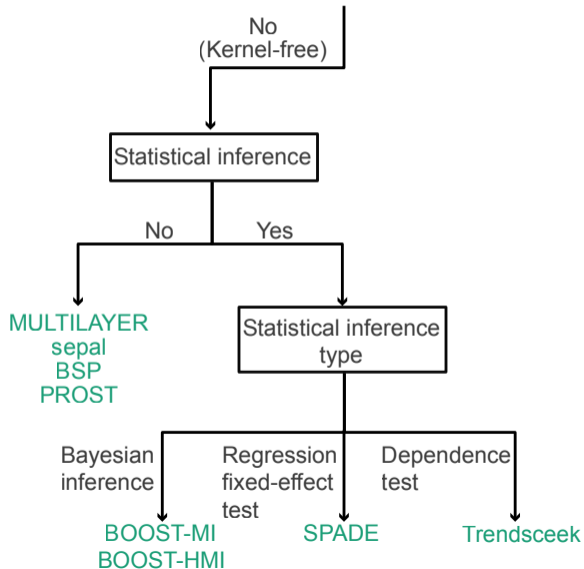 No
(Kernel-free)
Statistical inference
No
Yes
MULTILAYER
sepal
BSP
PROST
Statistical inference
type
Bayesian
inference
Regression
fixed-effect
test
Dependence
test
BOOST-MI
BOOST-HMI
SPADE
Trendsceek